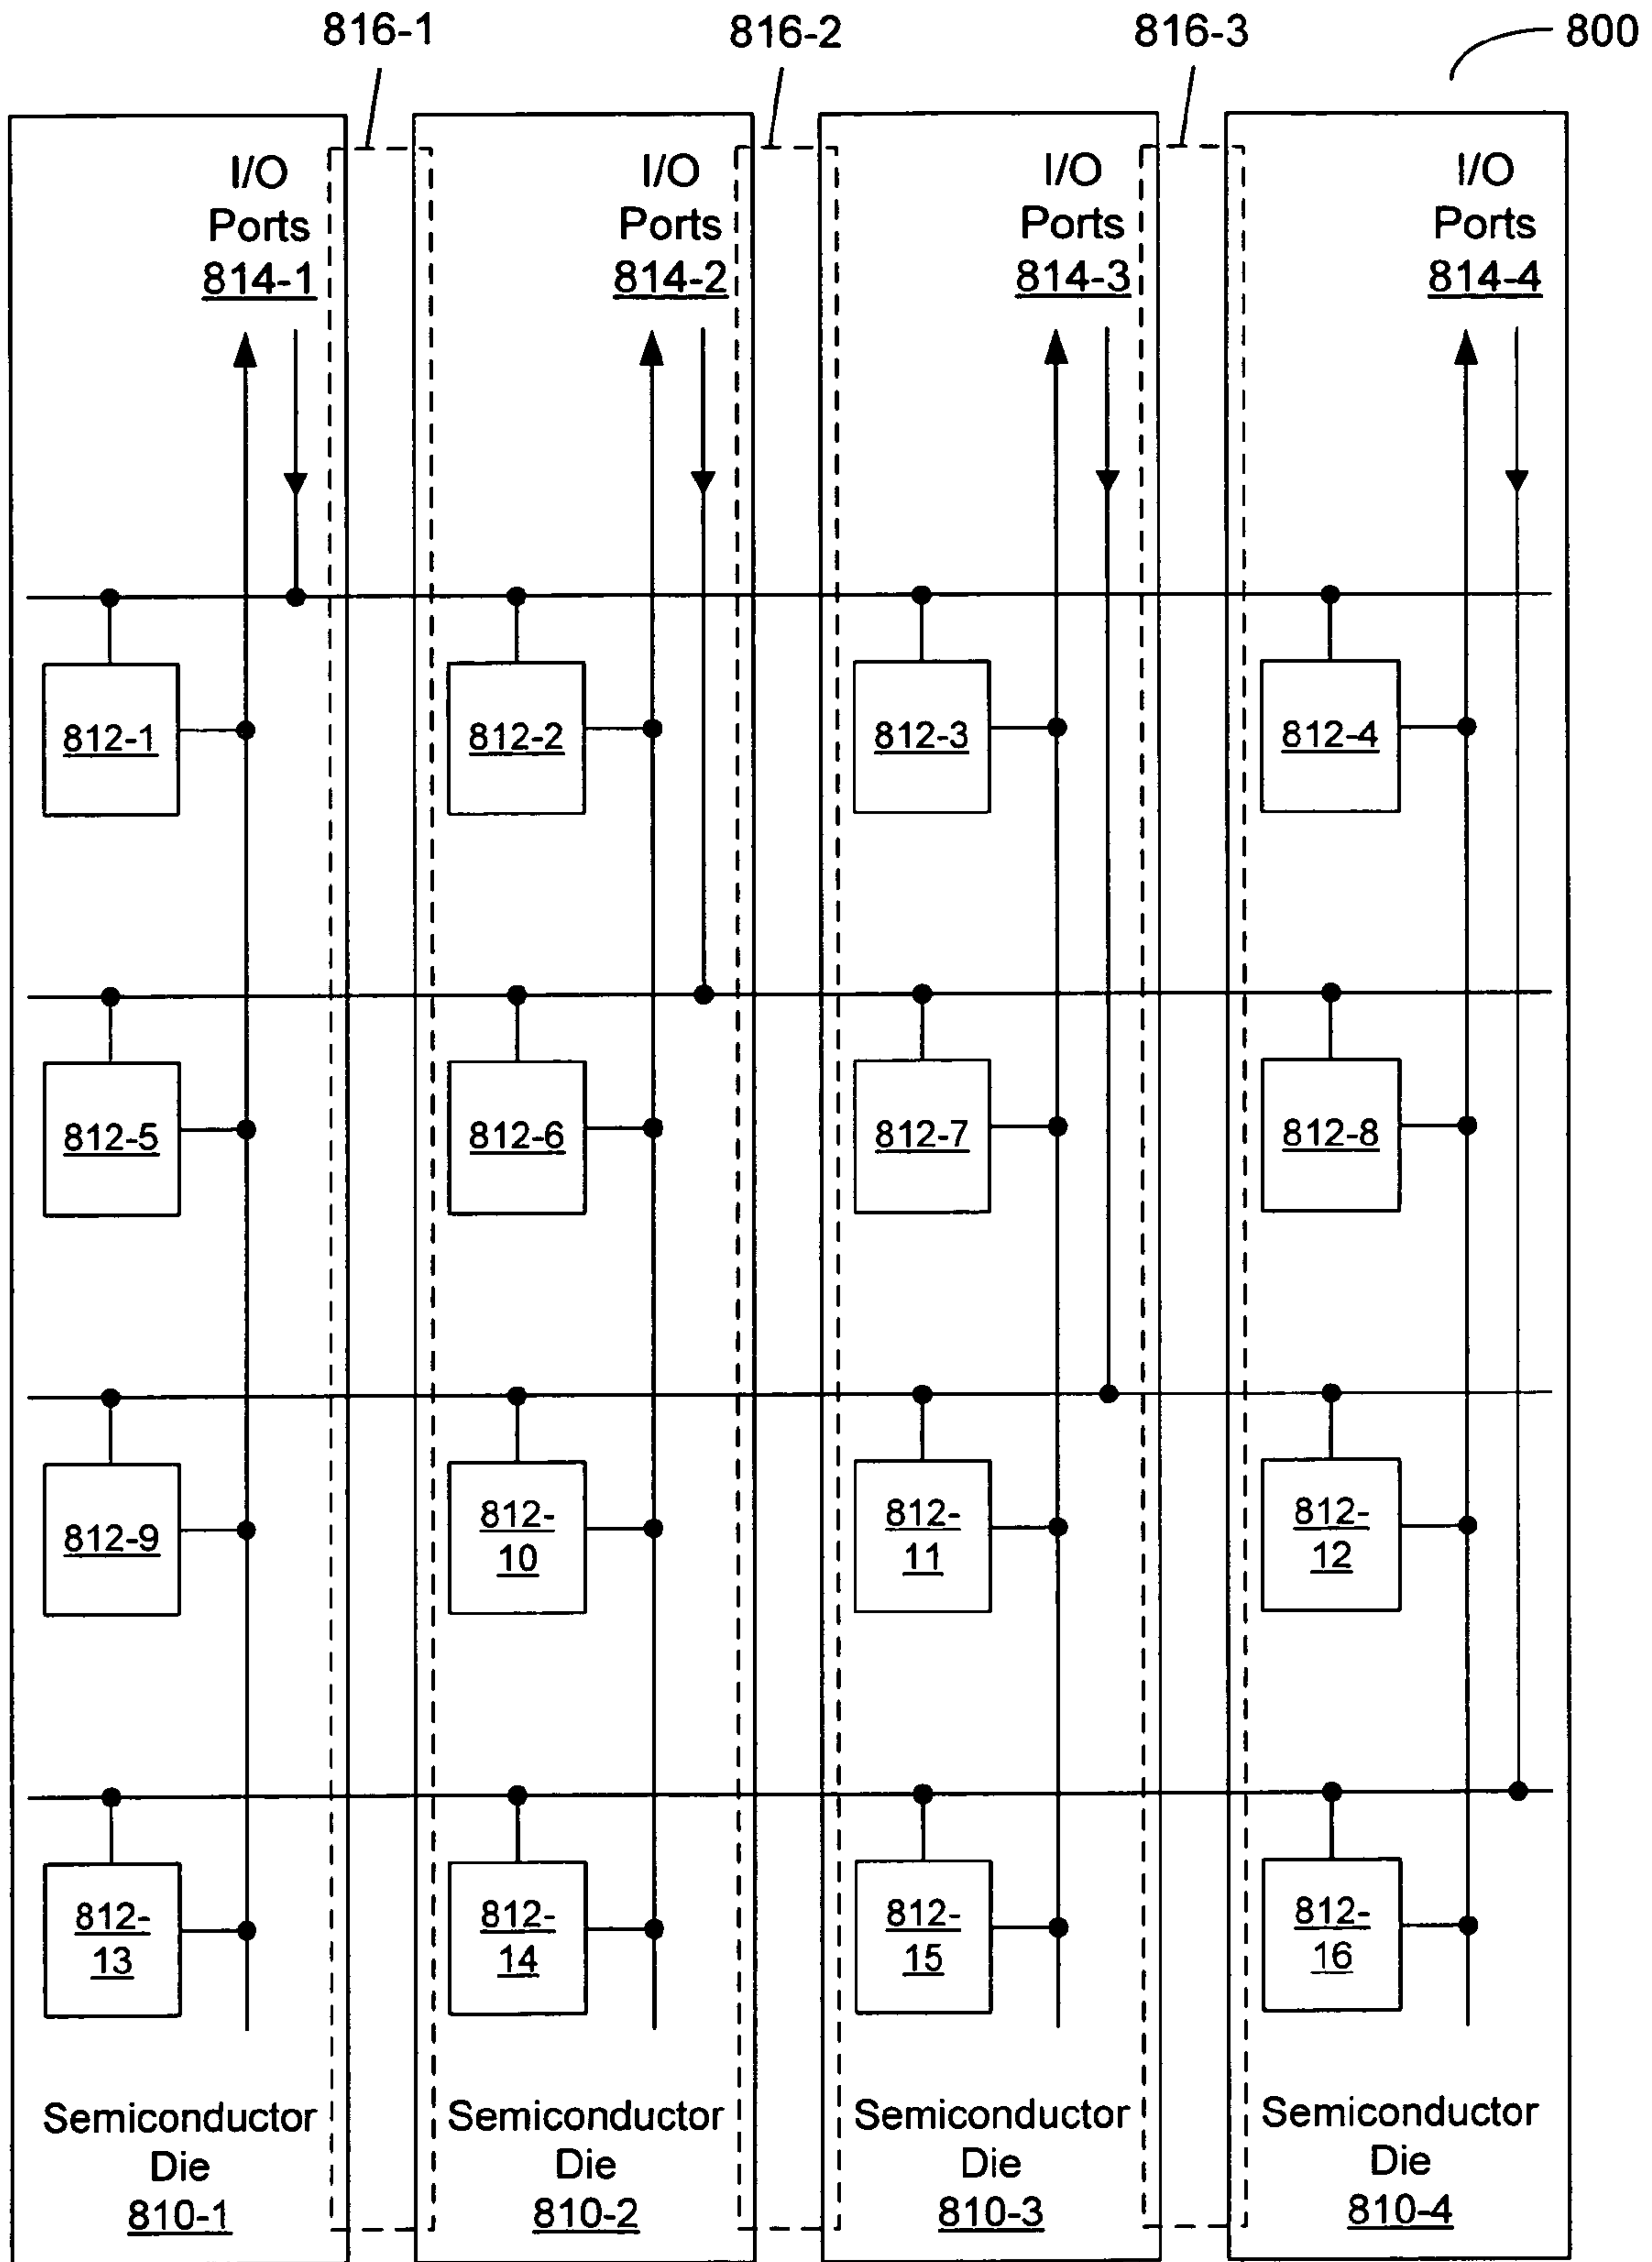 816-1
816-2
816-3
800
I/O
Ports
814-1
I/O
Ports
814-2
I/O
Ports
814-3
I/O
Ports
814-4
812-1
812-2
812-3
812-4
812-5
812-6
812-7
812-8
812-9
812-
10
812-
11
812-
12
812-
13
812-
14
812-
15
812-
16
Semiconductor
Die
810-1
Semiconductor
Die
810-2
Semiconductor
Die
810-3
Semiconductor
Die
810-4